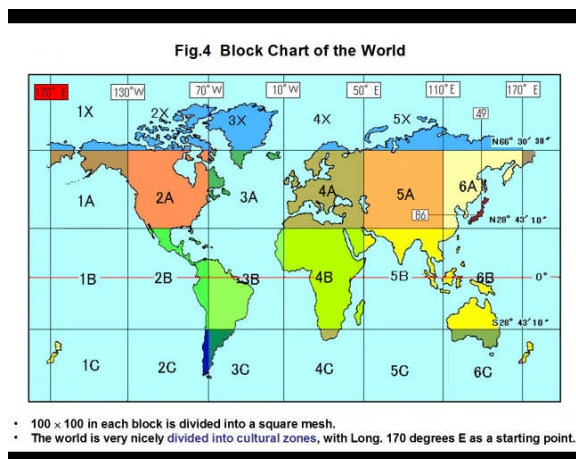 Fig.4 Block Chart of the World
170° E 130°W 70° W 10° W 50° E 110°E 170° E
1X 2X 3X 4X 5X 49
N66° 30' 30"
1A 2A 3A 4A 5A 6A
86 N28° 43' 10"
1B 2B 3B 4B 5B 6B 0°
S28° 43' 10"
1C 2C 3C 4C 5C 6C
• 100 × 100 in each block is divided into a square mesh.
• The world is very nicely divided into cultural zones, with Long. 170 degrees E as a starting point.